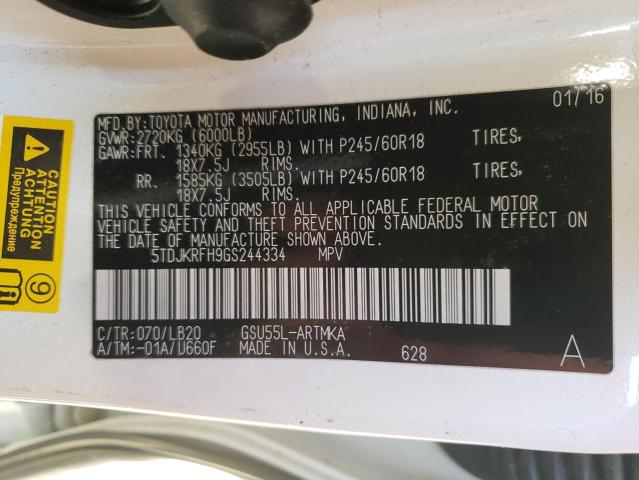 MFD.BY:TOYOTA MOTOR MANUFACTURING, INDIANA, INC. 01/16
GVWR:2720KG (6000LB)
GAWR:FRT. 1340KG (2955LB) WITH P245/60R18 TIRES,
18X7.5J RIMS.
RR. 1585KG (3505LB) WITH P245/60R18 TIRES,
18X7.5J RIMS.
THIS VEHICLE CONFORMS TO ALL APPLICABLE FEDERAL MOTOR
VEHICLE SAFETY AND THEFT PREVENTION STANDARDS IN EFFECT ON
THE DATE OF MANUFACTURE SHOWN ABOVE.
5TDJKRFH9GS244334 MPV
C/TR:070/LB20 GSU55L-ARTMKA
A/TM:-01A/U660F MADE IN U.S.A. 628 A
CAUTION
ATTENTION
ACHTUNG
Предупреждение
9